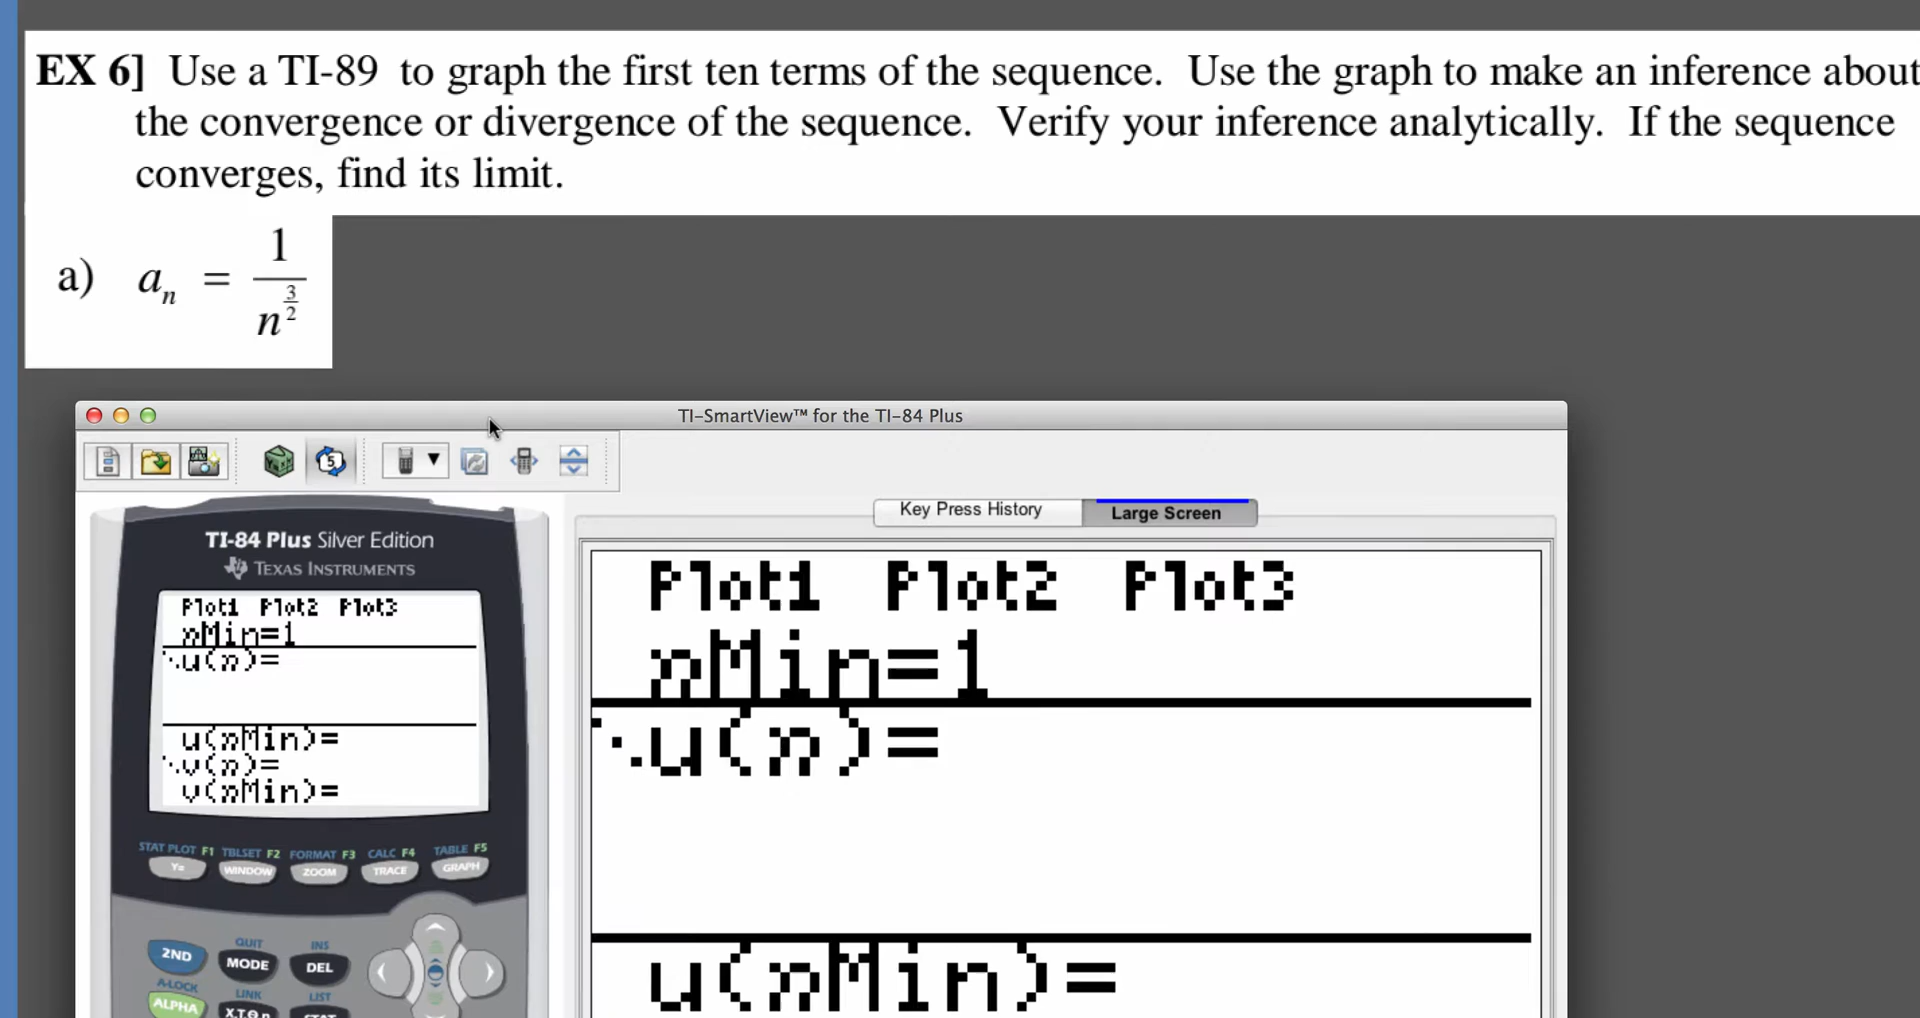 EX 6] Use a TI-89 to graph the first ten terms of the sequence. Use the graph to make an inference about
the convergence or divergence of the sequence. Verify your inference analytically. If the sequence
converges, find its limit.
a) aₙ = 1 / n^(3/2)
TI-SmartView™ for the TI-84 Plus
5
Key Press History Large Screen
TI-84 Plus Silver Edition
TEXAS INSTRUMENTS
Plot1 Plot2 Plot3
nMin=1
u(n)=
u(nMin)=
v(n)=
v(nMin)=
STAT PLOT F1 TBLSET F2 FORMAT F3 CALC F4 TABLE F5
Y= WINDOW ZOOM TRACE GRAPH
QUIT INS
2ND MODE DEL
A-LOCK LINK LIST
ALPHA X,T,Θ,n STAT
Plot1 Plot2 Plot3
nMin=1
u(n)=
u(nMin)=